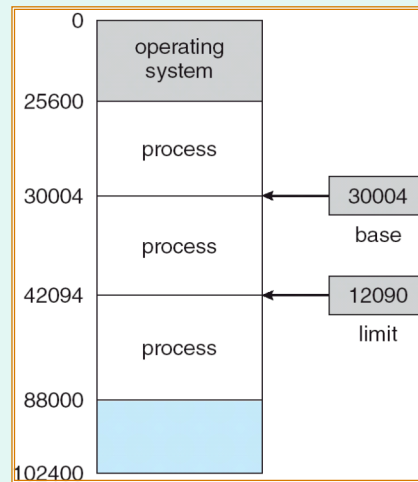 0
operating
system
25600
process
30004
30004
base
process
42094
12090
limit
process
88000
102400